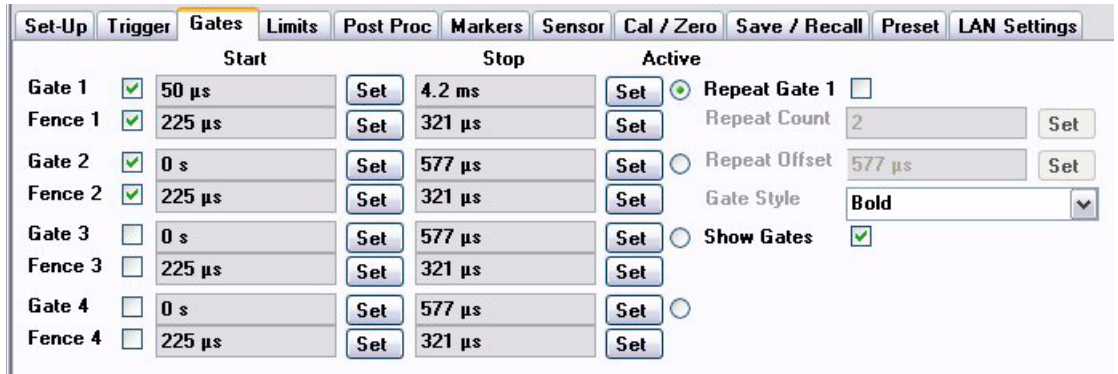 Set-Up Trigger Gates Limits Post Proc Markers Sensor Cal / Zero Save / Recall Preset LAN Settings
Start Stop Active
Gate 1 50 µs Set 4.2 ms Set Repeat Gate 1
Fence 1 225 µs Set 321 µs Set Repeat Count 2 Set
Gate 2 0 s Set 577 µs Set Repeat Offset 577 µs Set
Fence 2 225 µs Set 321 µs Set Gate Style Bold
Gate 3 0 s Set 577 µs Set Show Gates
Fence 3 225 µs Set 321 µs Set
Gate 4 0 s Set 577 µs Set
Fence 4 225 µs Set 321 µs Set